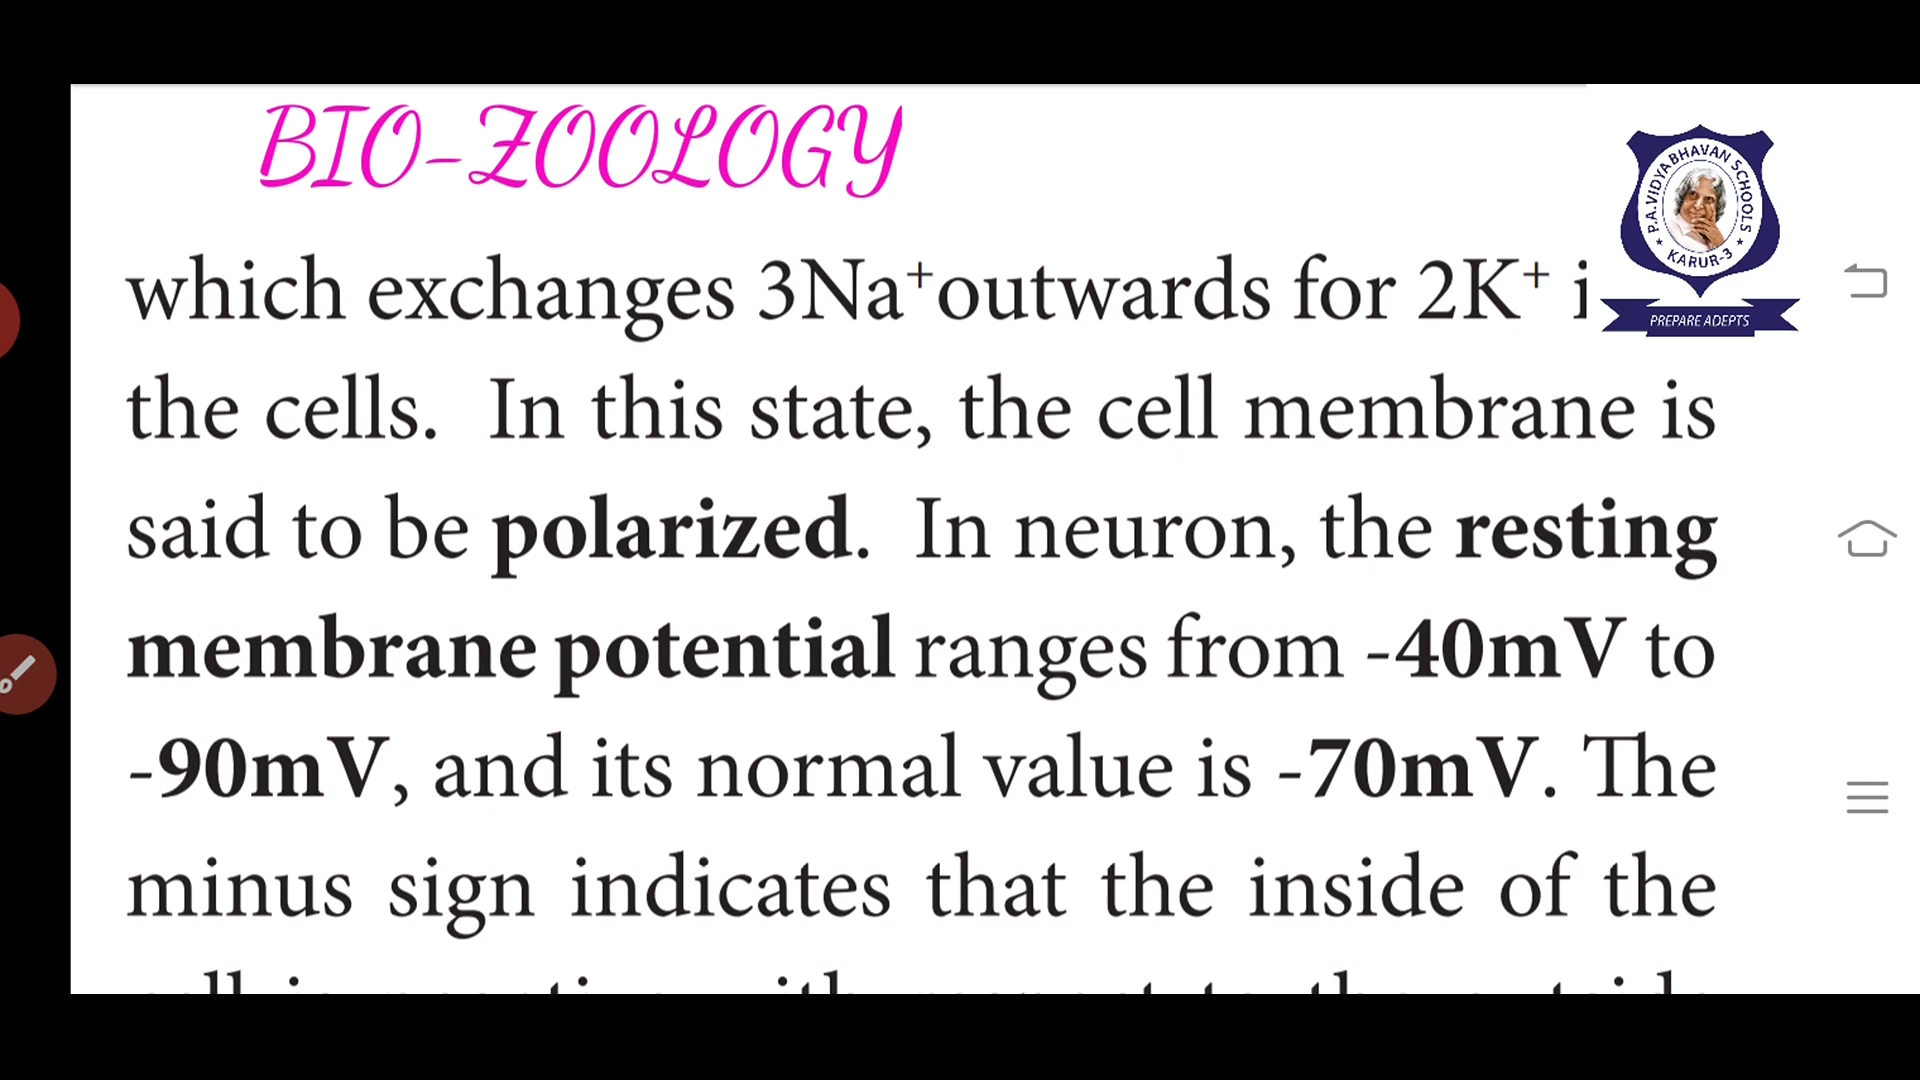 BIO-ZOOLOGY
P.A.VIDYABHAVAN SCHOOLS
★ KARUR-3 ★
PREPARE ADEPTS
which exchanges 3Na⁺outwards for 2K⁺ i
the cells. In this state, the cell membrane is
said to be polarized. In neuron, the resting
membrane potential ranges from -40mV to
-90mV, and its normal value is -70mV. The
minus sign indicates that the inside of the